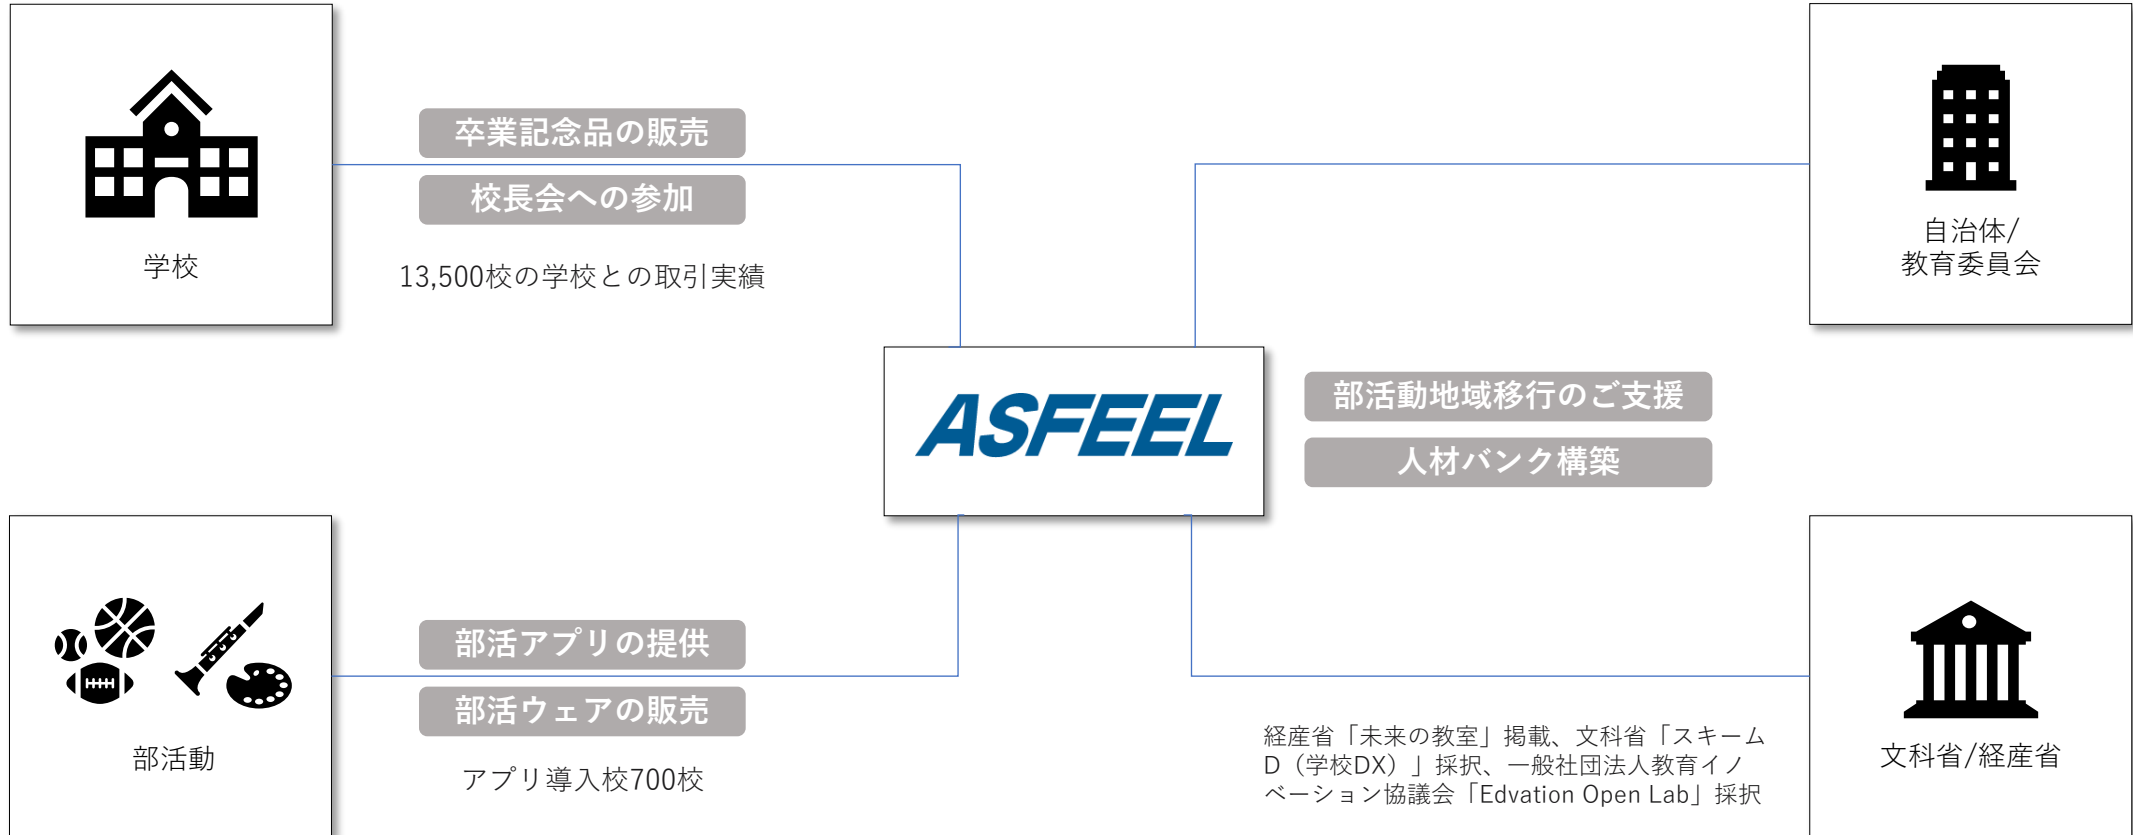 卒業記念品の販売
校長会への参加
学校
13,500校の学校との取引実績
自治体/
教育委員会
ASFEEL
部活動地域移行のご支援
人材バンク構築
部活アプリの提供
部活ウェアの販売
部活動
アプリ導入校700校
経産省「未来の教室」掲載、文科省「スキーム
D（学校DX）」採択、一般社団法人教育イノ
ベーション協議会「Edvation Open Lab」採択
文科省/経産省